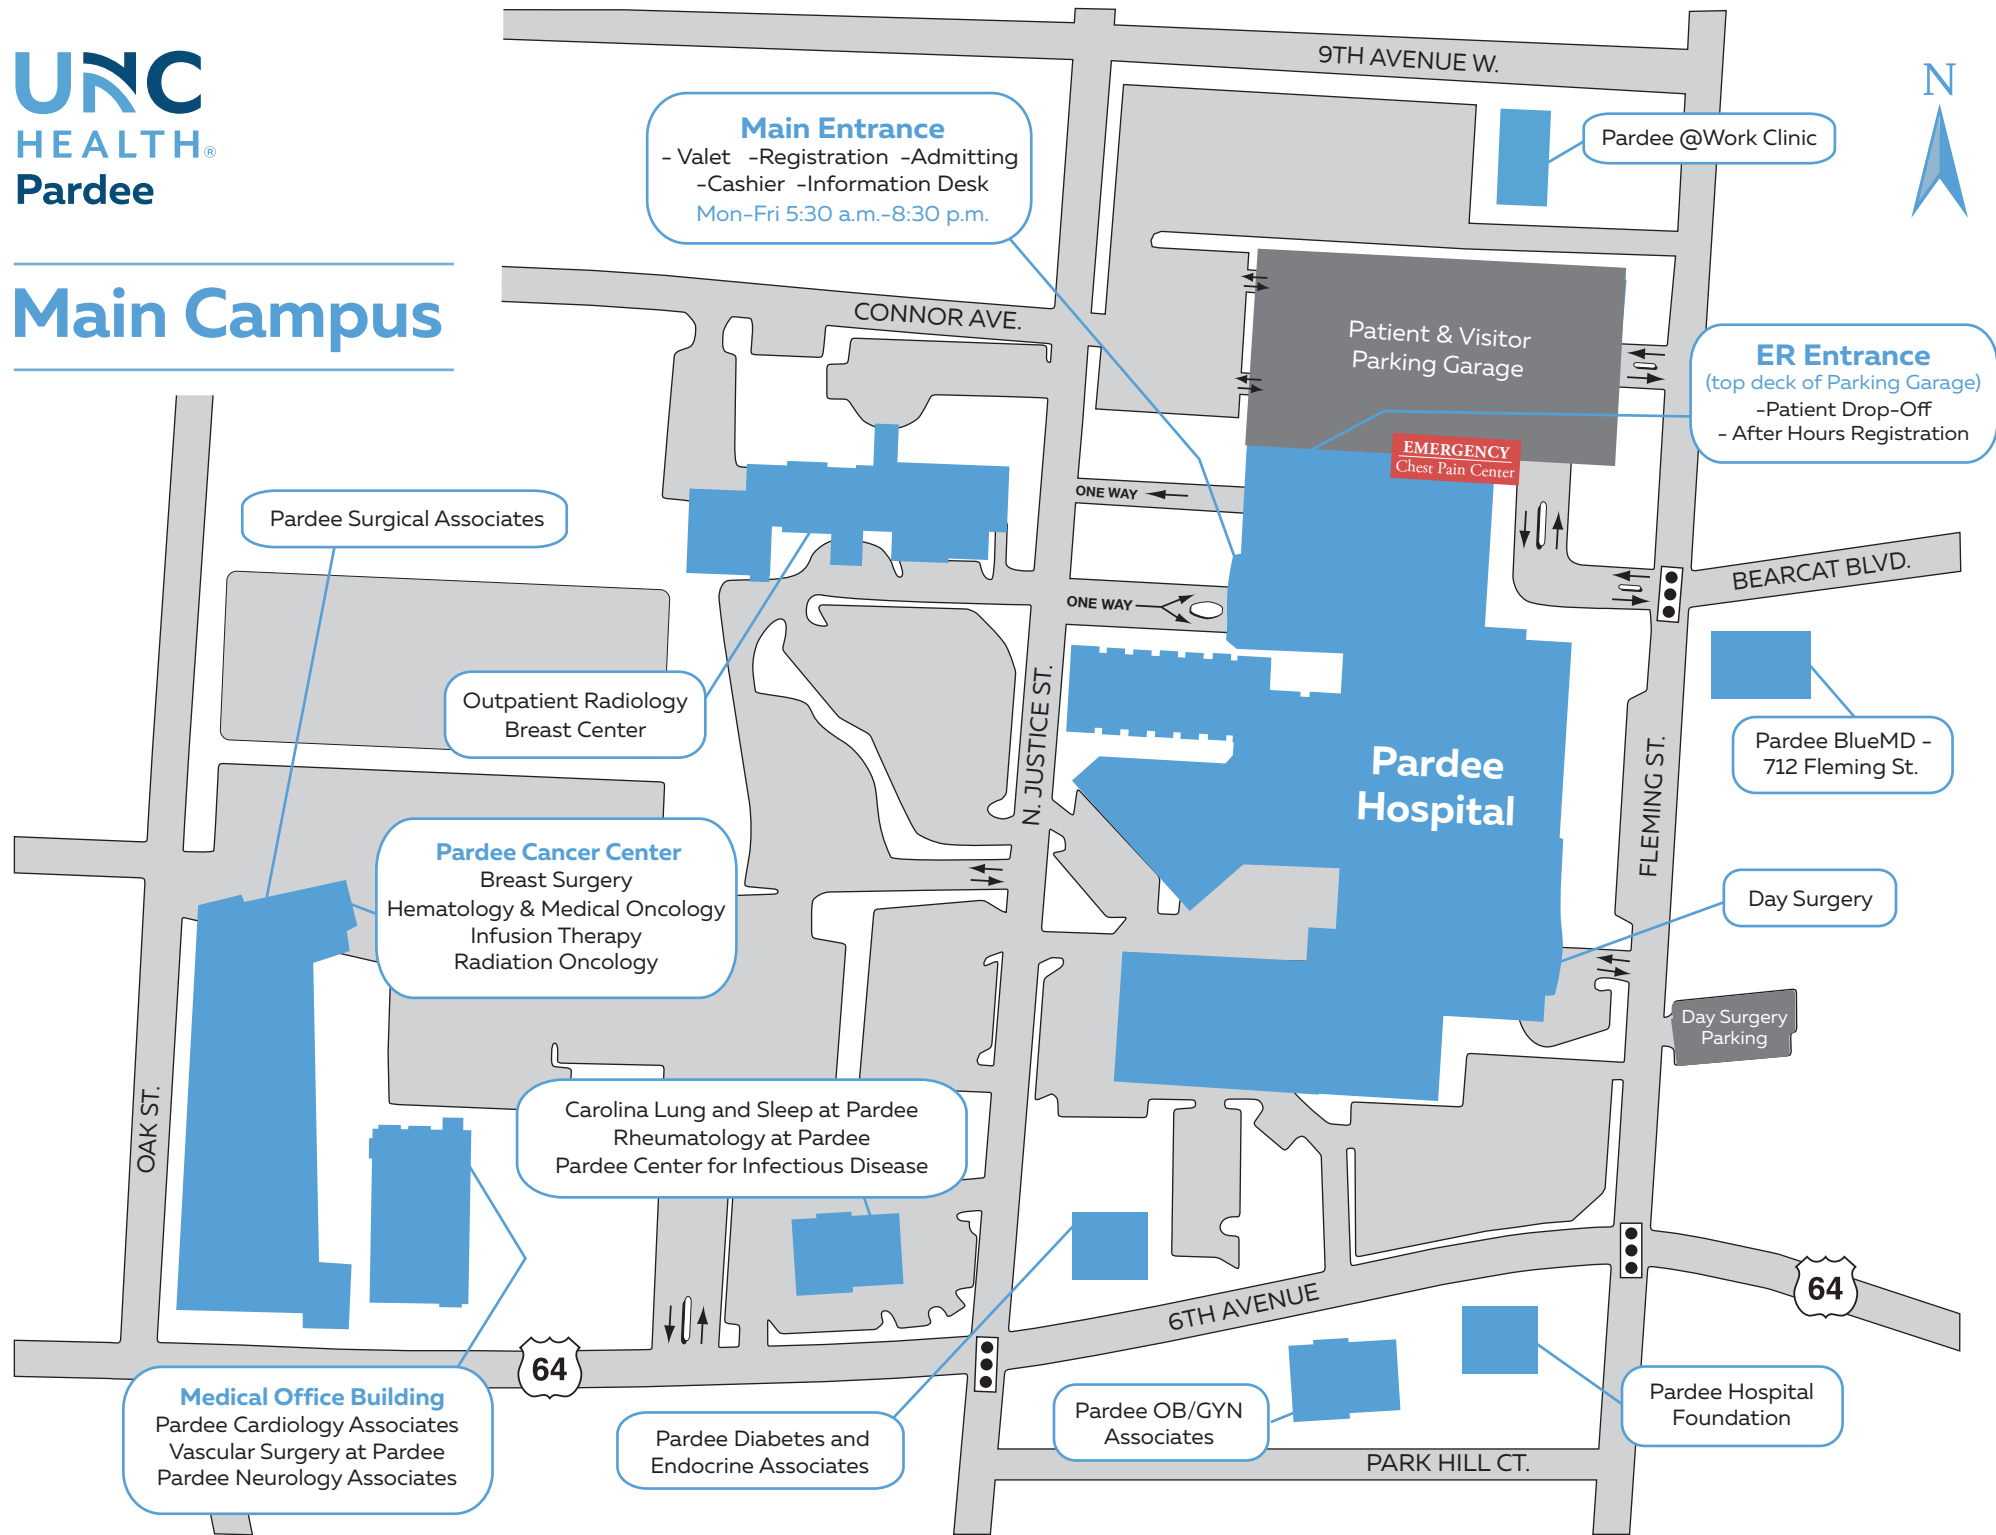 UNC
HEALTH®
Pardee
Main Campus
9TH AVENUE W.
N
Main Entrance
- Valet -Registration -Admitting
-Cashier -Information Desk
Mon-Fri 5:30 a.m.-8:30 p.m.
Pardee @Work Clinic
CONNOR AVE.
Patient & Visitor
Parking Garage
ER Entrance
(top deck of Parking Garage)
-Patient Drop-Off
- After Hours Registration
EMERGENCY
Chest Pain Center
ONE WAY
Pardee Surgical Associates
BEARCAT BLVD.
ONE WAY
Outpatient Radiology
Breast Center
N. JUSTICE ST.
Pardee
Hospital
FLEMING ST.
Pardee BlueMD -
712 Fleming St.
Pardee Cancer Center
Breast Surgery
Hematology & Medical Oncology
Infusion Therapy
Radiation Oncology
Day Surgery
Day Surgery
Parking
OAK ST.
Carolina Lung and Sleep at Pardee
Rheumatology at Pardee
Pardee Center for Infectious Disease
6TH AVENUE
64
64
Medical Office Building
Pardee Cardiology Associates
Vascular Surgery at Pardee
Pardee Neurology Associates
Pardee Diabetes and
Endocrine Associates
Pardee OB/GYN
Associates
Pardee Hospital
Foundation
PARK HILL CT.